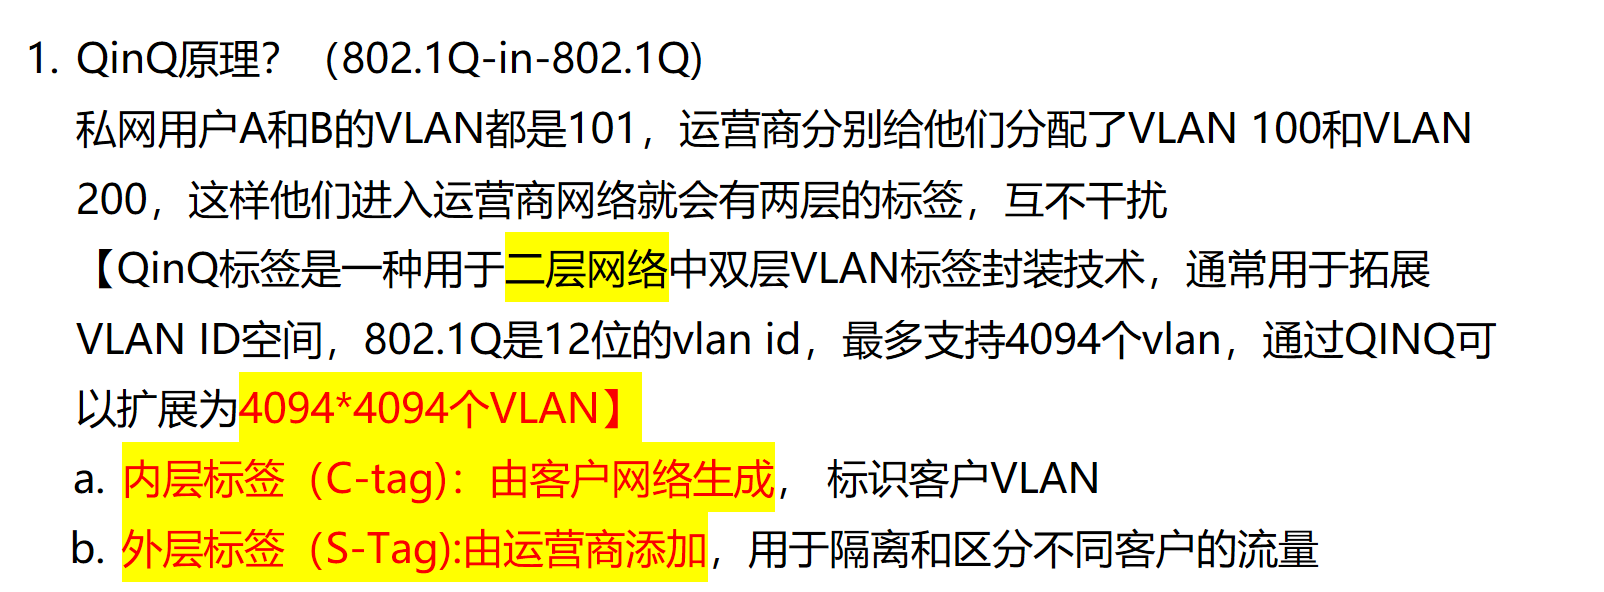 1. QinQ原理？（802.1Q-in-802.1Q)
私网用户A和B的VLAN都是101，运营商分别给他们分配了VLAN 100和VLAN
200，这样他们进入运营商网络就会有两层的标签，互不干扰
【QinQ标签是一种用于二层网络中双层VLAN标签封装技术，通常用于拓展
VLAN ID空间，802.1Q是12位的vlan id，最多支持4094个vlan，通过QINQ可
以扩展为4094*4094个VLAN】
a. 内层标签（C-tag)：由客户网络生成， 标识客户VLAN
b. 外层标签（S-Tag):由运营商添加，用于隔离和区分不同客户的流量